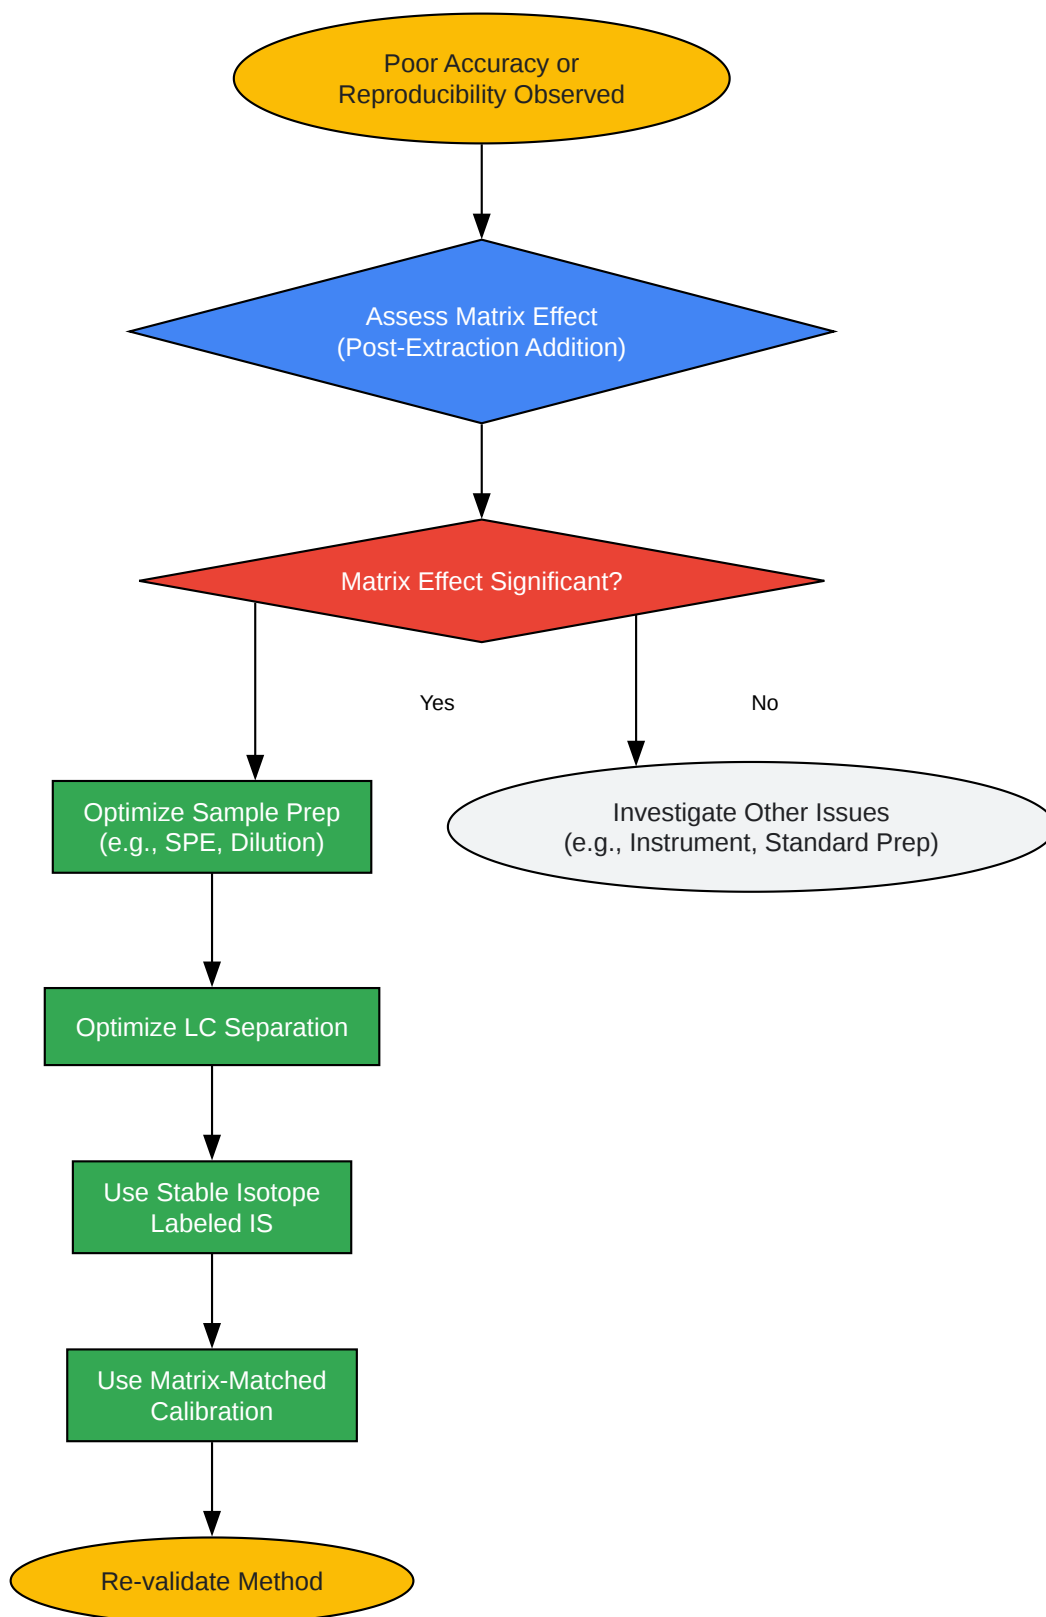 Poor Accuracy or
Reproducibility Observed
Assess Matrix Effect
(Post-Extraction Addition)
Matrix Effect Significant?
Yes
No
Optimize Sample Prep
(e.g., SPE, Dilution)
Investigate Other Issues
(e.g., Instrument, Standard Prep)
Optimize LC Separation
Use Stable Isotope
Labeled IS
Use Matrix-Matched
Calibration
Re-validate Method